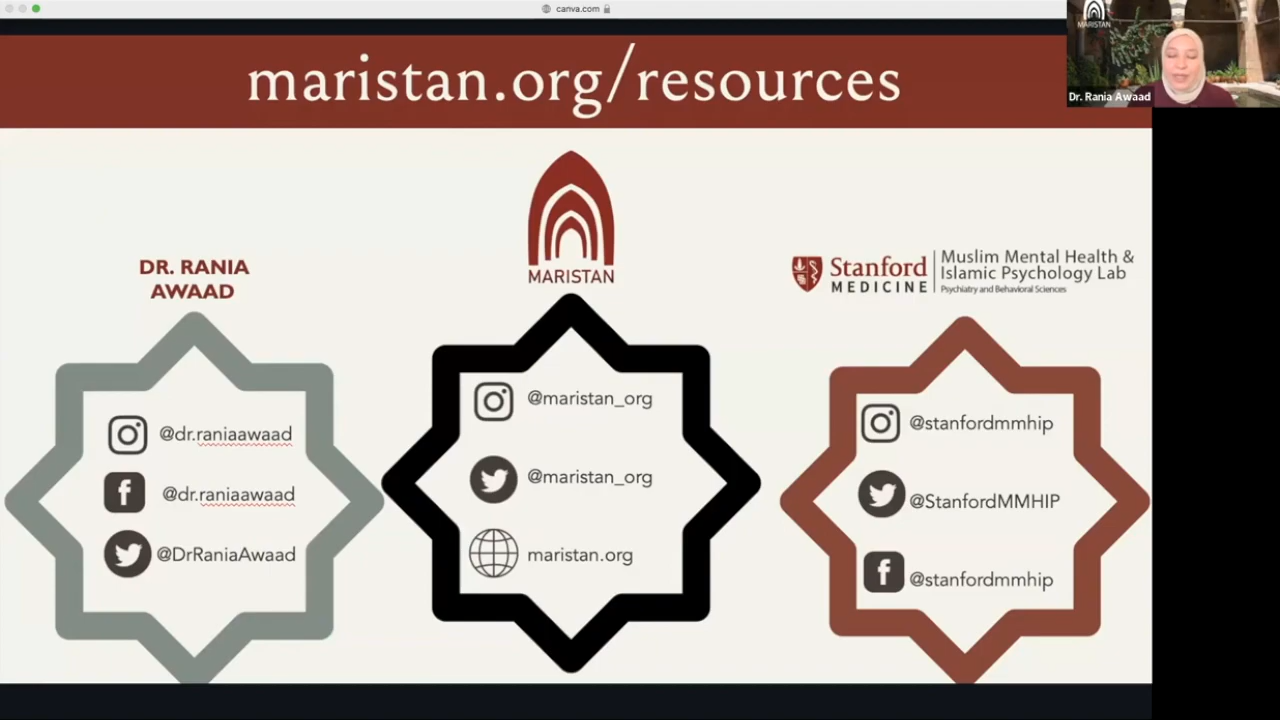 canva.com
maristan.org/resources
MARISTAN
Dr. Rania Awaad
DR. RANIA
AWAAD
@dr.raniaawaad
@dr.raniaawaad
@DrRaniaAwaad
MARISTAN
@maristan_org
@maristan_org
maristan.org
Stanford
MEDICINE
Muslim Mental Health &
Islamic Psychology Lab
Psychiatry and Behavioral Sciences
@stanfordmmhip
@StanfordMMHIP
@stanfordmmhip